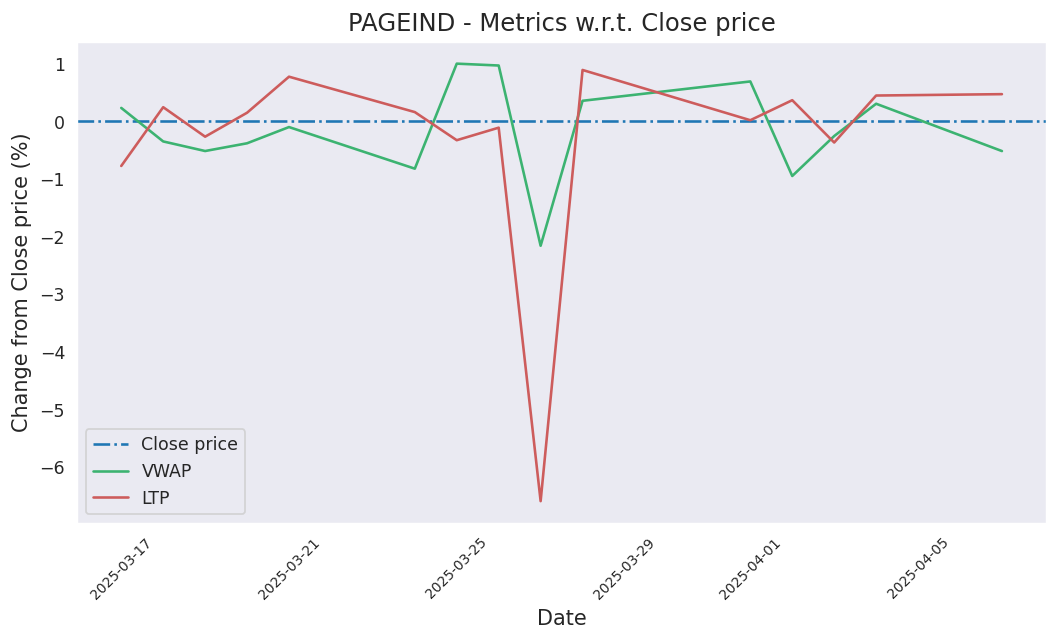 PAGEIND - Metrics w.r.t. Close price
Change from Close price (%)
1
0
−1
−2
−3
−4
−5
−6
Close price
VWAP
LTP
2025-03-17
2025-03-21
2025-03-25
2025-03-29
2025-04-01
2025-04-05
Date